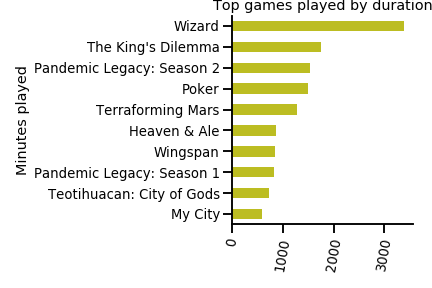 Top games played by duration
Wizard
The King's Dilemma
Pandemic Legacy: Season 2
Poker
Terraforming Mars
Heaven & Ale
Wingspan
Pandemic Legacy: Season 1
Teotihuacan: City of Gods
My City
Minutes played
0
1000
2000
3000